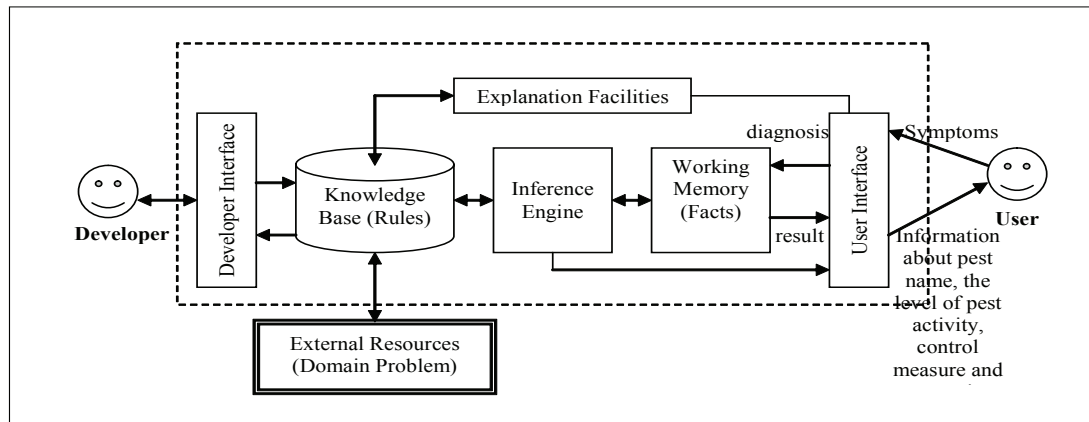 Explanation Facilities
diagnosis
Symptoms
Developer Interface
Knowledge
Base (Rules)
Inference
Engine
Working
Memory
(Facts)
User Interface
Developer
User
result
Information
about pest
name, the
level of pest
activity,
control
measure and
External Resources
(Domain Problem)